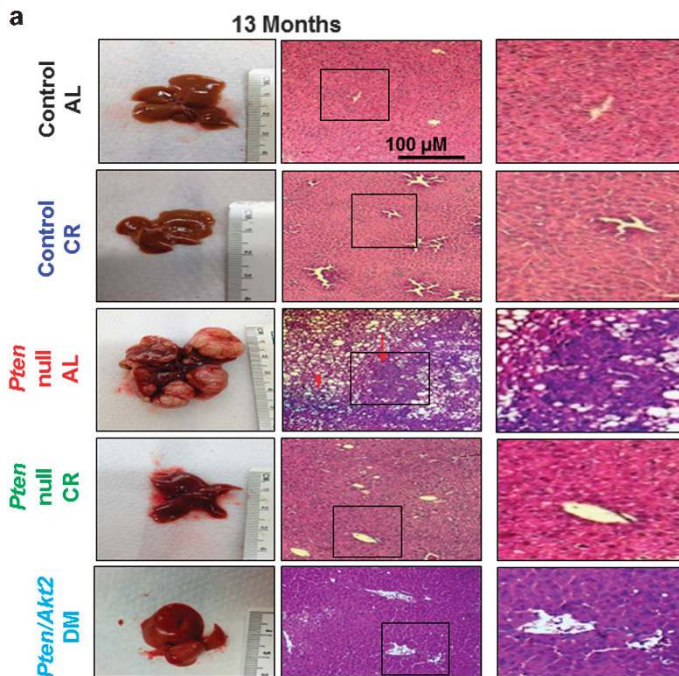 a
13 Months
Control
AL
100 µM
Control
CR
Pten
null
AL
Pten
null
CR
Pten/Akt2
DM